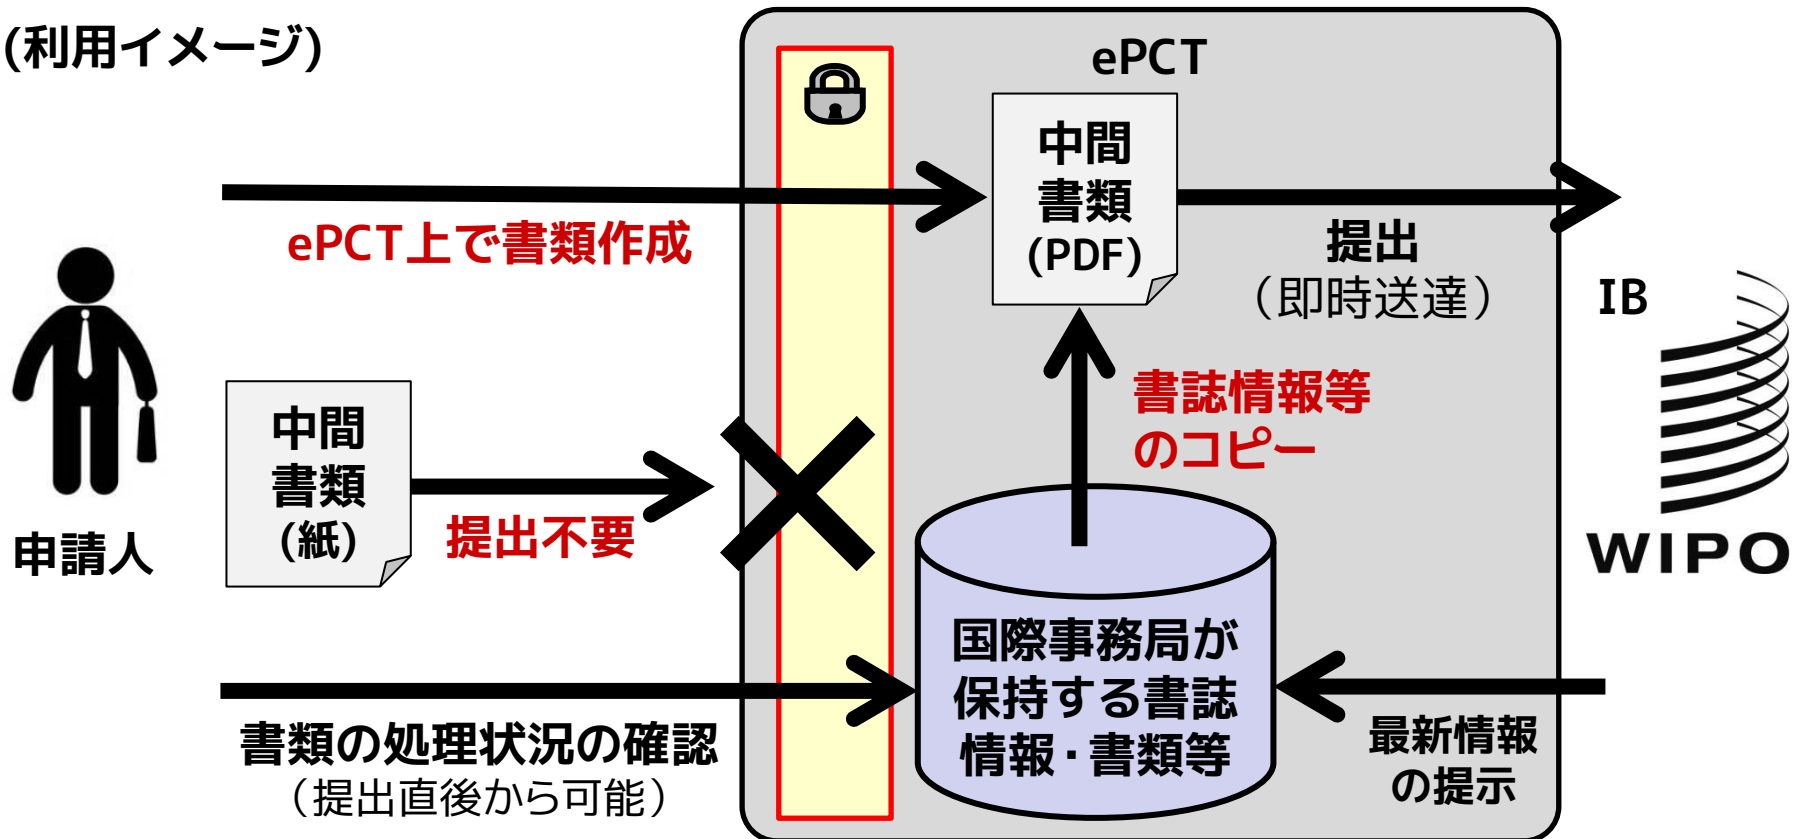 (利用イメージ)
ePCT
中間
書類
(PDF)
ePCT上で書類作成
提出
（即時送達）
IB
WIPO
申請人
中間
書類
(紙)
提出不要
書誌情報等
のコピー
国際事務局が
保持する書誌
情報・書類等
書類の処理状況の確認
（提出直後から可能）
最新情報
の提示